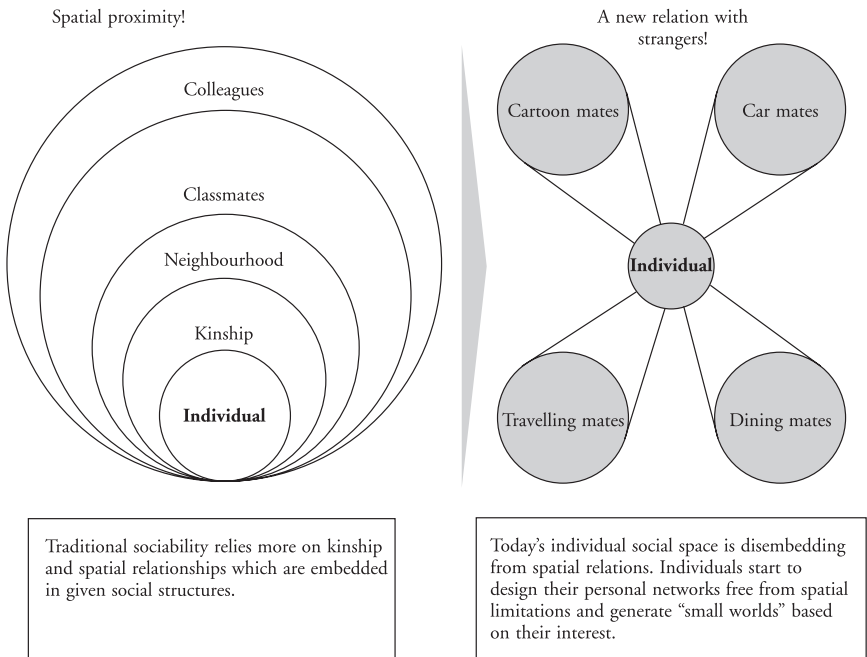 Spatial proximity!
Colleagues
Classmates
Neighbourhood
Kinship
Individual
A new relation with
strangers!
Cartoon mates
Car mates
Individual
Travelling mates
Dining mates
Traditional sociability relies more on kinship
and spatial relationships which are embedded
in given social structures.
Today's individual social space is disembedding
from spatial relations. Individuals start to
design their personal networks free from spatial
limitations and generate “small worlds” based
on their interest.